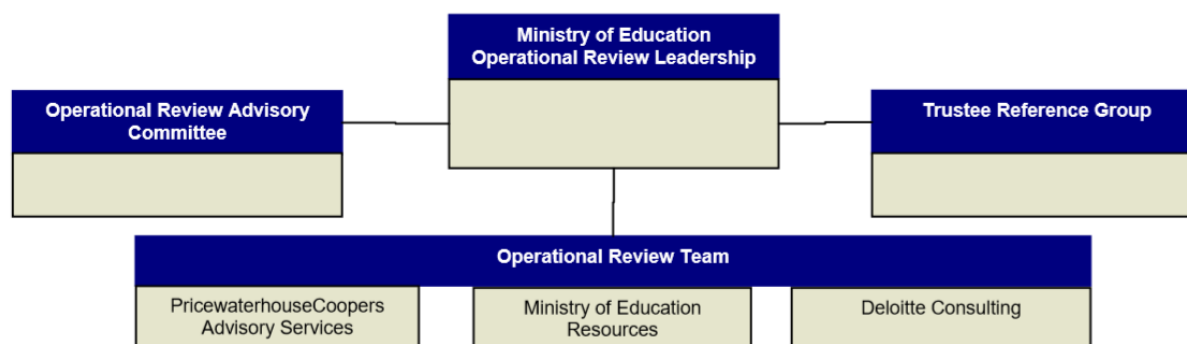 Ministry of Education
Operational Review Leadership
Operational Review Advisory
Committee
Trustee Reference Group
Operational Review Team
PricewaterhouseCoopers
Advisory Services
Ministry of Education
Resources
Deloitte Consulting